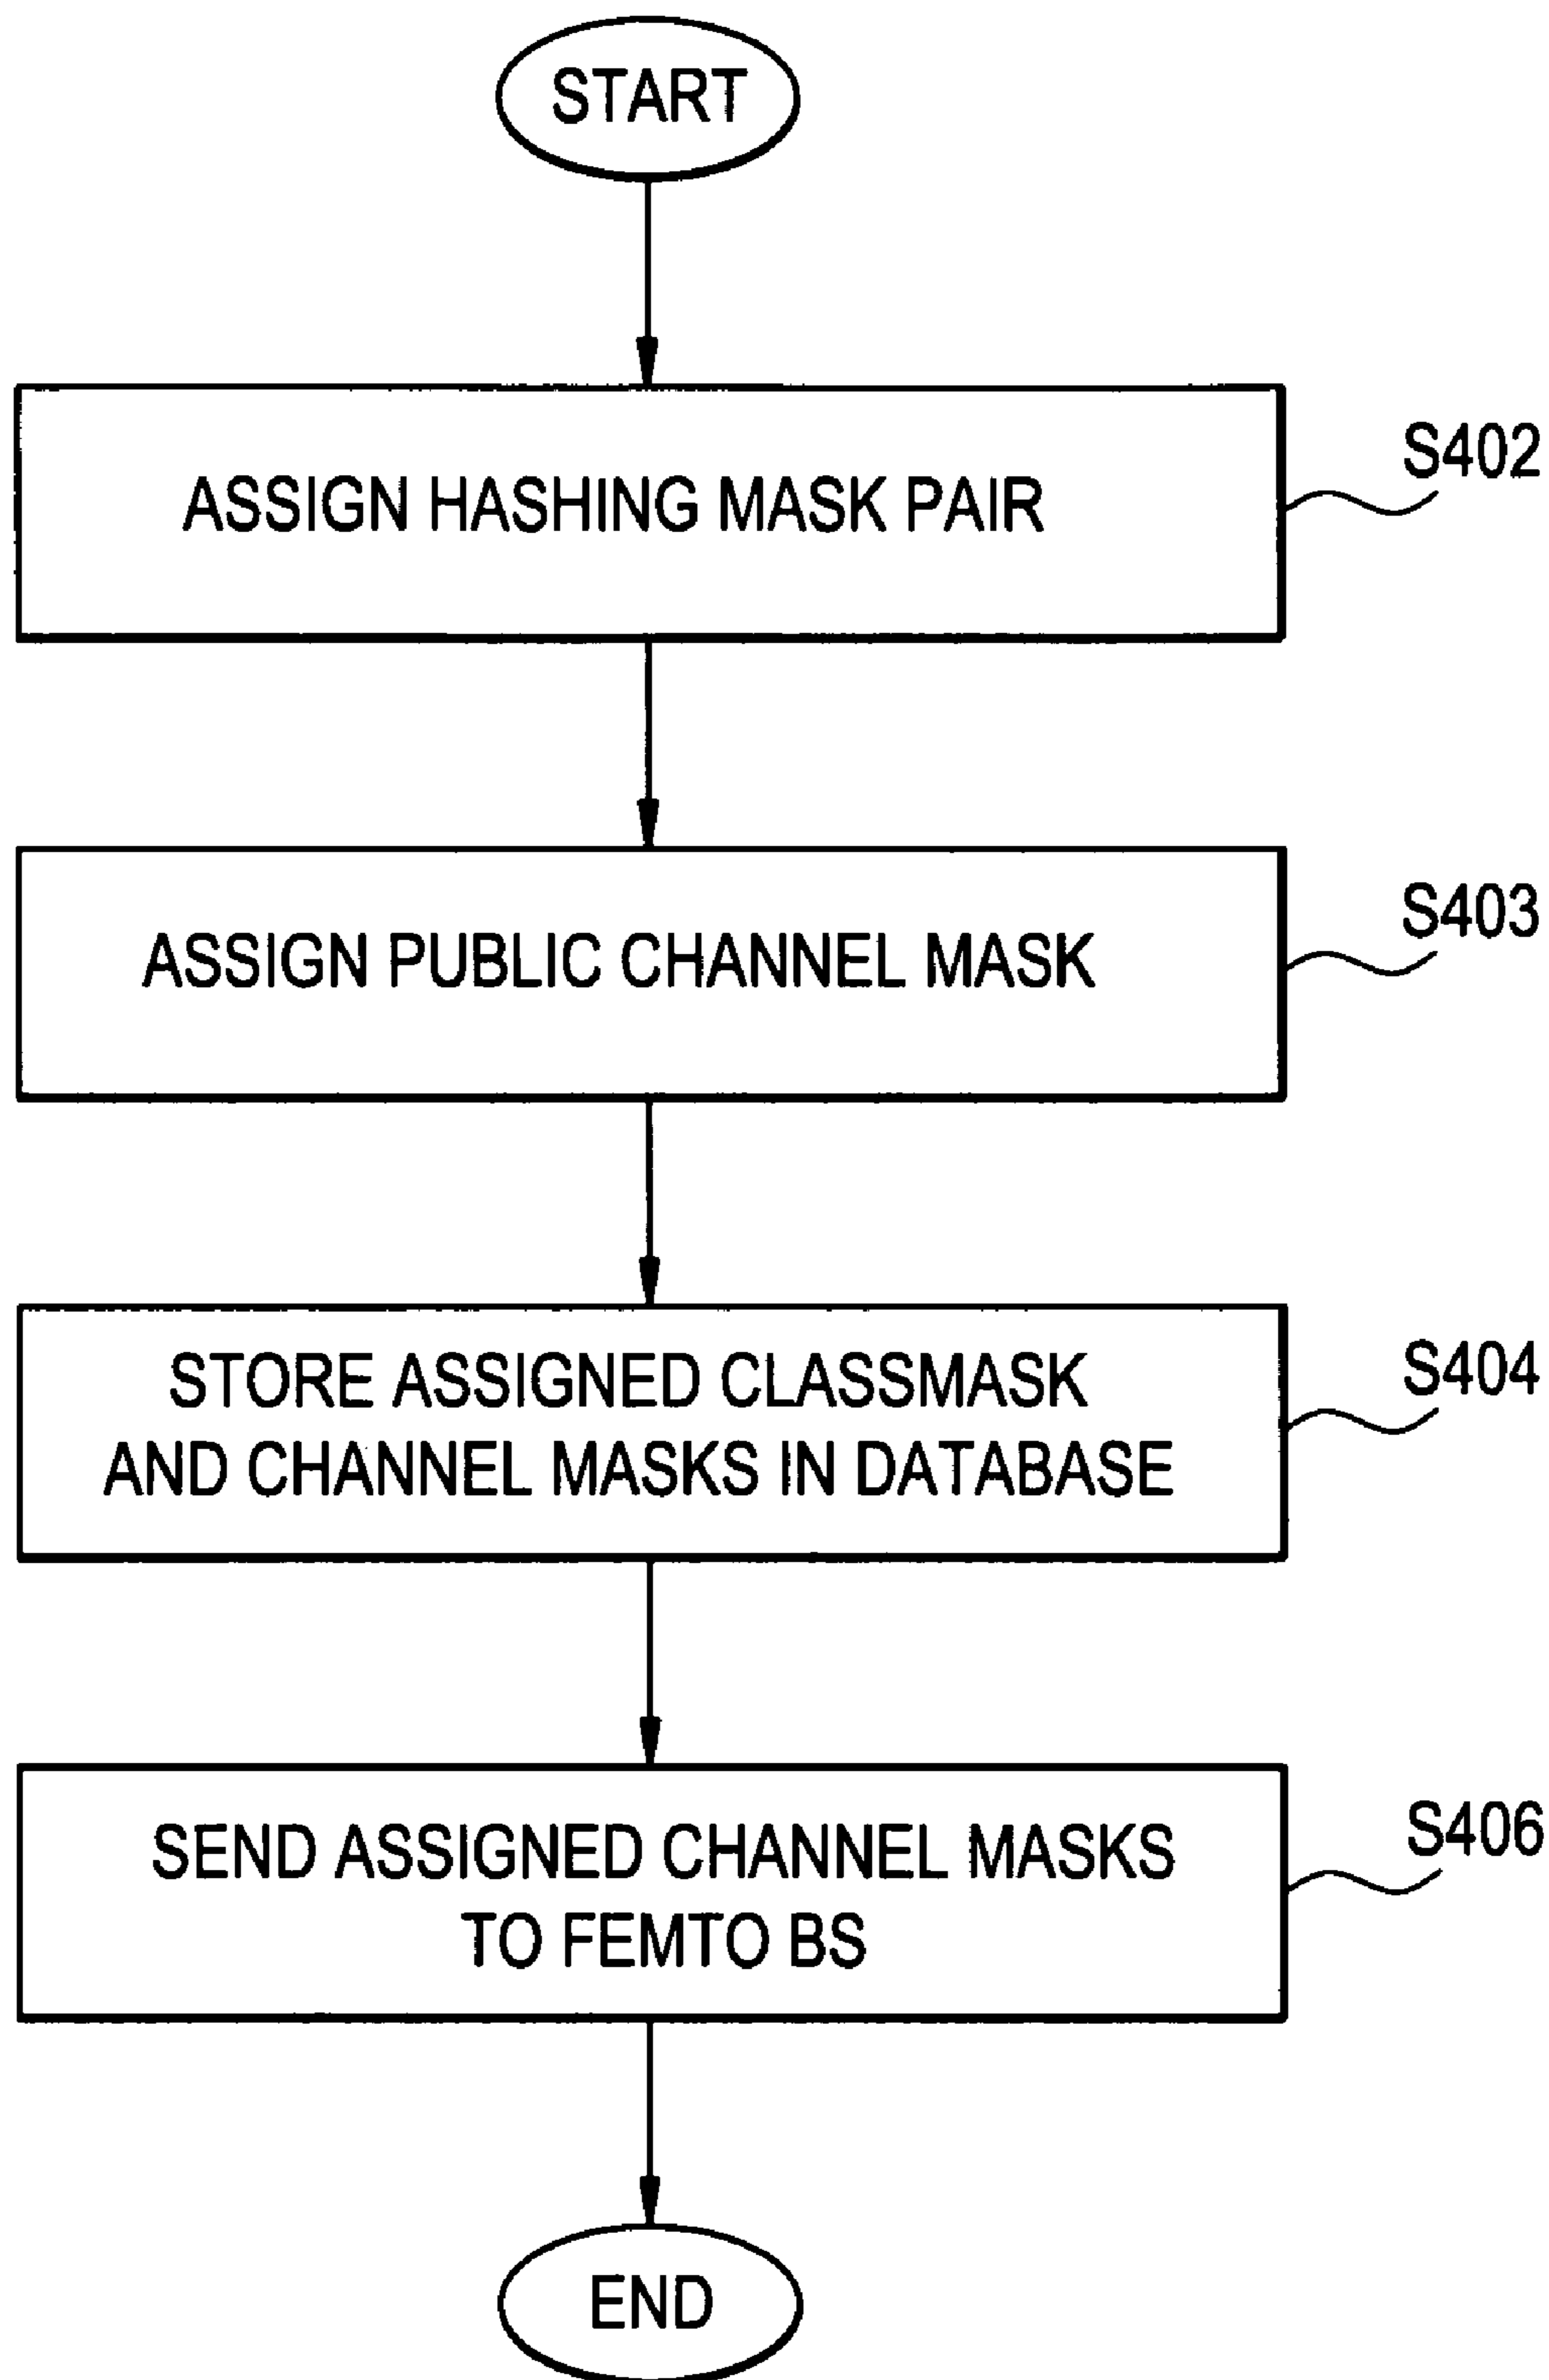 START
ASSIGN HASHING MASK PAIR
S402
ASSIGN PUBLIC CHANNEL MASK
S403
STORE ASSIGNED CLASSMASK
AND CHANNEL MASKS IN DATABASE
S404
SEND ASSIGNED CHANNEL MASKS
TO FEMTO BS
S406
END